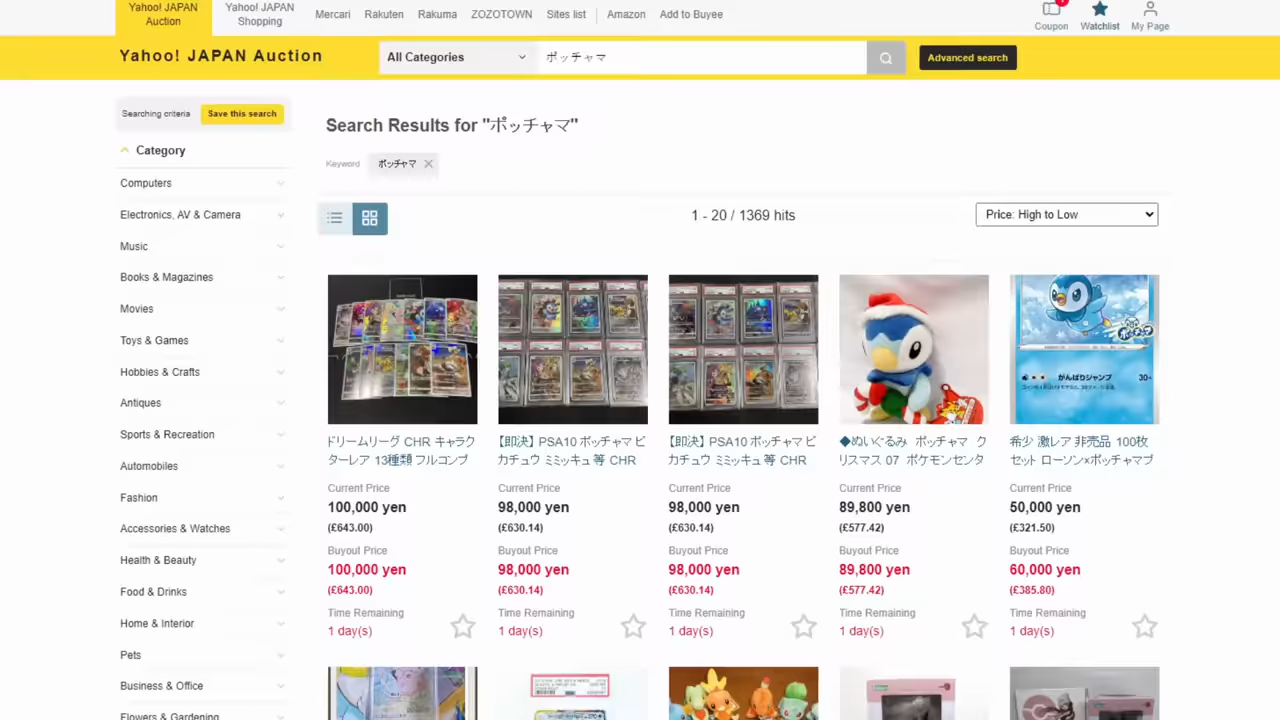 Yahoo! JAPAN
Auction
Yahoo! JAPAN
Shopping
Mercari
Rakuten
Rakuma
ZOZOTOWN
Sites list
Amazon
Add to Buyee
Coupon
Watchlist
My Page
Yahoo! JAPAN Auction
All Categories
ポッチャマ
Advanced search
Searching criteria
Save this search
Category
Computers
Electronics, AV & Camera
Music
Books & Magazines
Movies
Toys & Games
Hobbies & Crafts
Antiques
Sports & Recreation
Automobiles
Fashion
Accessories & Watches
Health & Beauty
Food & Drinks
Home & Interior
Pets
Business & Office
Flowers & Gardening
Search Results for "ポッチャマ"
Keyword
ポッチャマ
1 - 20 / 1369 hits
Price: High to Low
がんばりジャンプ 30+
ドリームリーグ CHR キャラク
ターレア 13種類 フルコンプ
Current Price
100,000 yen
(£643.00)
Buyout Price
100,000 yen
(£643.00)
Time Remaining
1 day(s)
【即決】 PSA10 ポッチャマ ピ
カチュウ ミミッキュ 等 CHR
Current Price
98,000 yen
(£630.14)
Buyout Price
98,000 yen
(£630.14)
Time Remaining
1 day(s)
【即決】 PSA10 ポッチャマ ピ
カチュウ ミミッキュ 等 CHR
Current Price
98,000 yen
(£630.14)
Buyout Price
98,000 yen
(£630.14)
Time Remaining
1 day(s)
◆ぬいぐるみ ポッチャマ ク
リスマス 07 ポケモンセンタ
Current Price
89,800 yen
(£577.42)
Buyout Price
89,800 yen
(£577.42)
Time Remaining
1 day(s)
希少 激レア 非売品 100枚
セット ローソン×ポッチャマプ
Current Price
50,000 yen
(£321.50)
Buyout Price
60,000 yen
(£385.80)
Time Remaining
1 day(s)